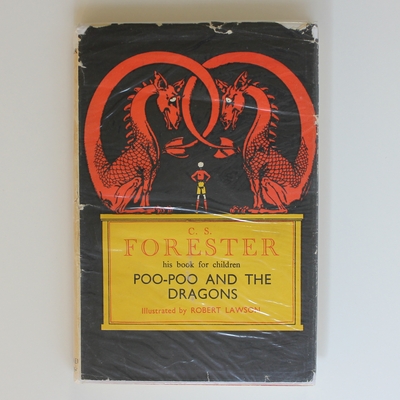 C. S.
FORESTER
his book for children
POO-POO AND THE
DRAGONS
Illustrated by ROBERT LAWSON